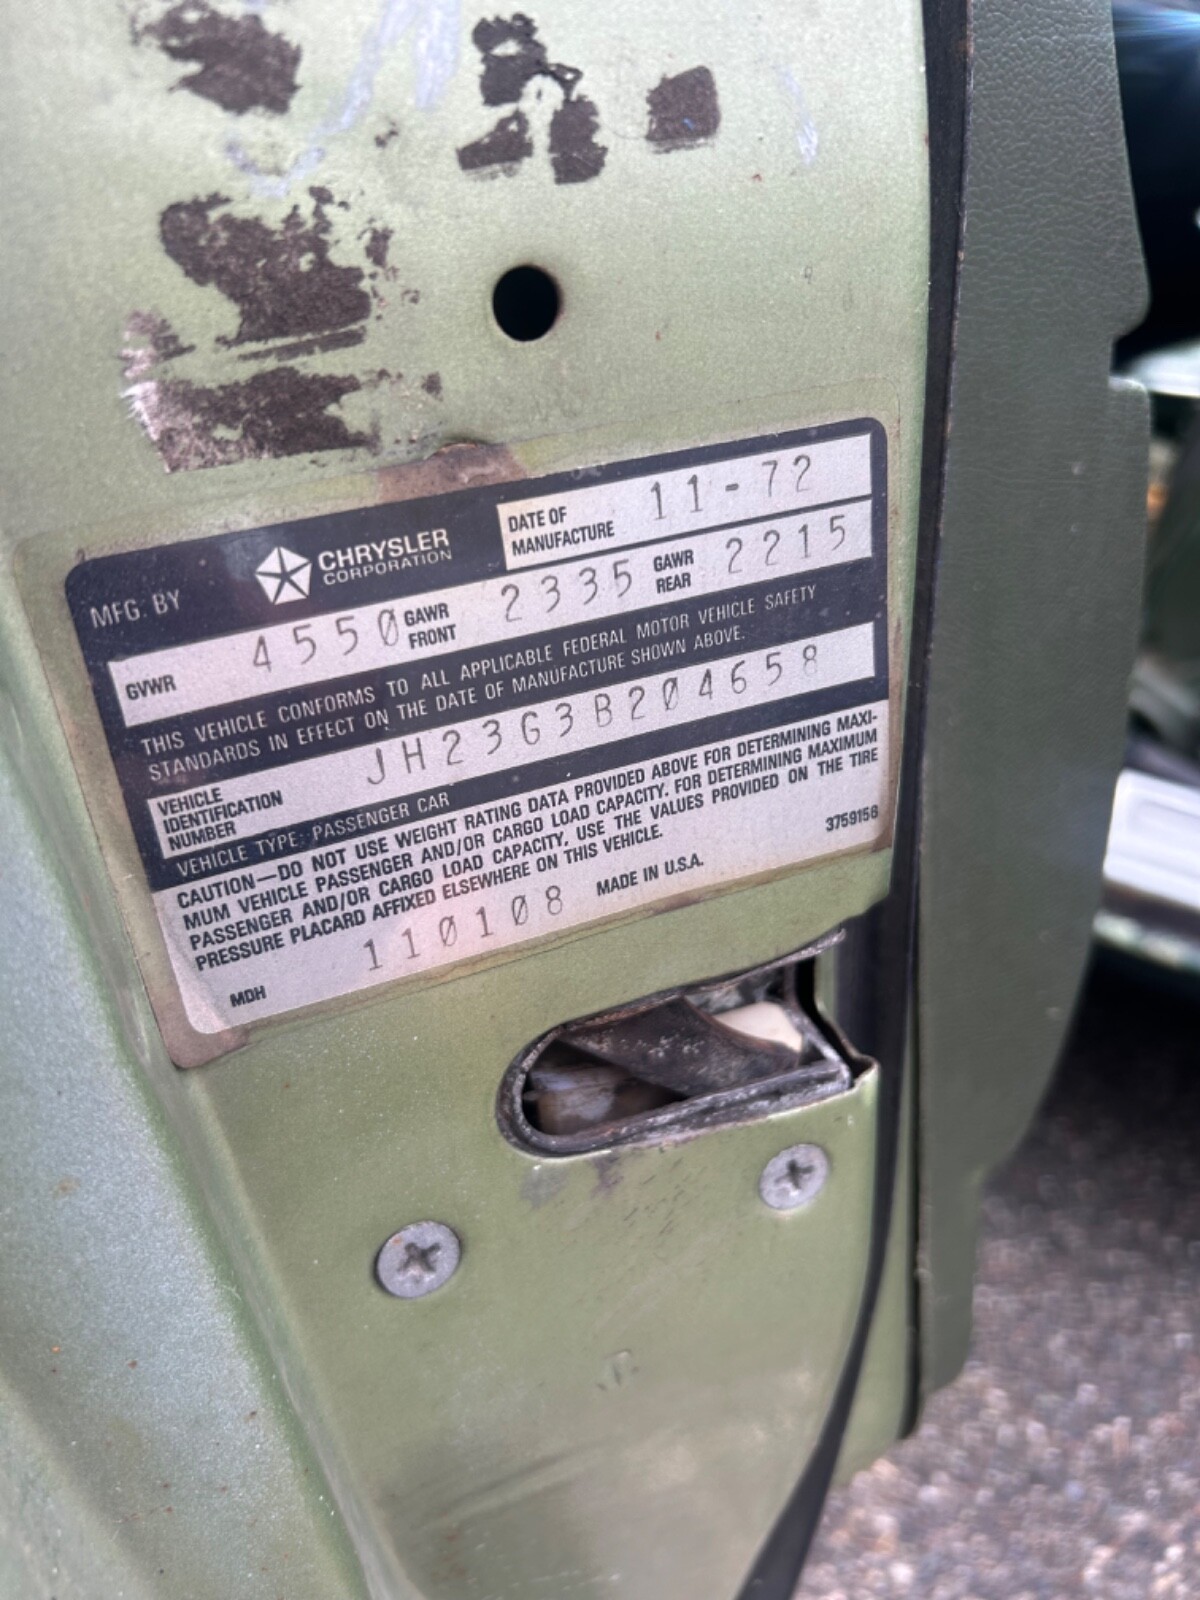 MFG. BY CHRYSLER CORPORATION
DATE OF MANUFACTURE 11-72
GVWR 4550 GAWR FRONT 2335 GAWR REAR 2215
THIS VEHICLE CONFORMS TO ALL APPLICABLE FEDERAL MOTOR VEHICLE SAFETY
STANDARDS IN EFFECT ON THE DATE OF MANUFACTURE SHOWN ABOVE.
VEHICLE IDENTIFICATION NUMBER JH23G3B204658
VEHICLE TYPE: PASSENGER CAR
CAUTION—DO NOT USE WEIGHT RATING DATA PROVIDED ABOVE FOR DETERMINING MAXI-
MUM VEHICLE PASSENGER AND/OR CARGO LOAD CAPACITY. FOR DETERMINING MAXIMUM
PASSENGER AND/OR CARGO LOAD CAPACITY, USE THE VALUES PROVIDED ON THE TIRE
PRESSURE PLACARD AFFIXED ELSEWHERE ON THIS VEHICLE.
3759156
MDH 110108 MADE IN U.S.A.